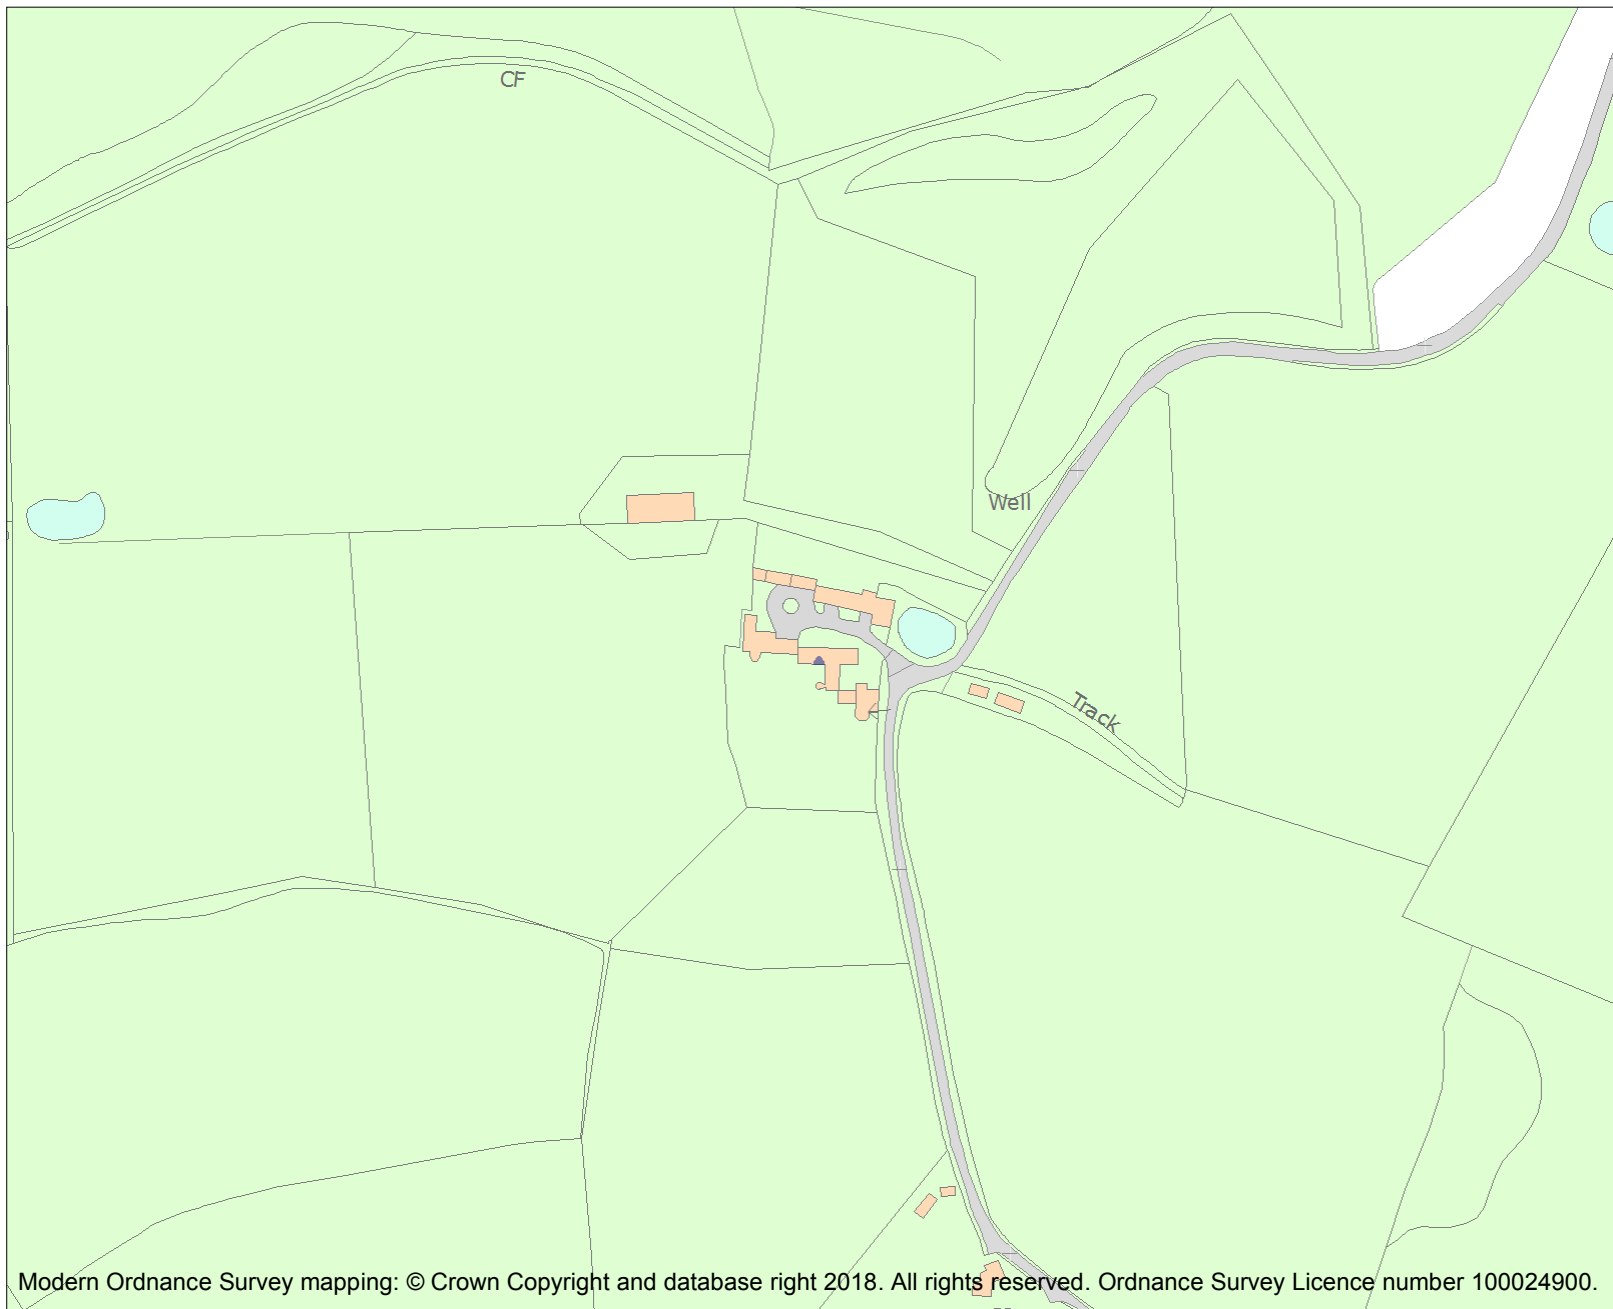 CF
Well
Track
Modern Ordnance Survey mapping: © Crown Copyright and database right 2018. All rights reserved. Ordnance Survey Licence number 100024900.